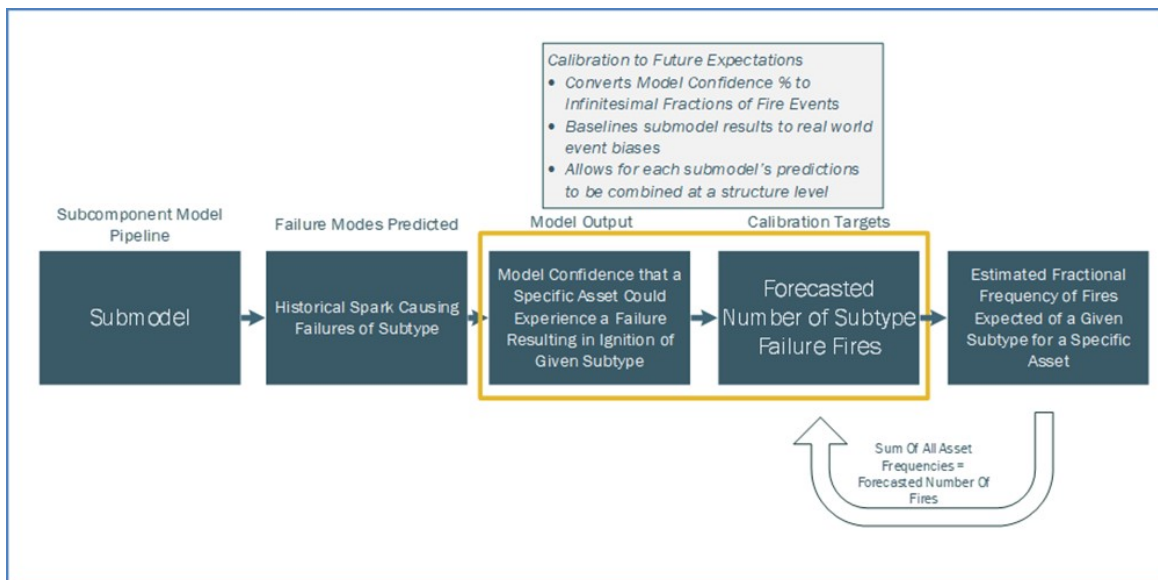 Calibration to Future Expectations
• Converts Model Confidence % to
Infinitesimal Fractions of Fire Events
• Baselines submodel results to real world
event biases
• Allows for each submodel's predictions
to be combined at a structure level
Subcomponent Model
Pipeline
Failure Modes Predicted
Model Output
Calibration Targets
Submodel
Historical Spark Causing
Failures of Subtype
Model Confidence that a
Specific Asset Could
Experience a Failure
Resulting in Ignition of
Given Subtype
Forecasted
Number of Subtype
Failure Fires
Estimated Fractional
Frequency of Fires
Expected of a Given
Subtype for a Specific
Asset
Sum Of All Asset
Frequencies =
Forecasted Number Of
Fires